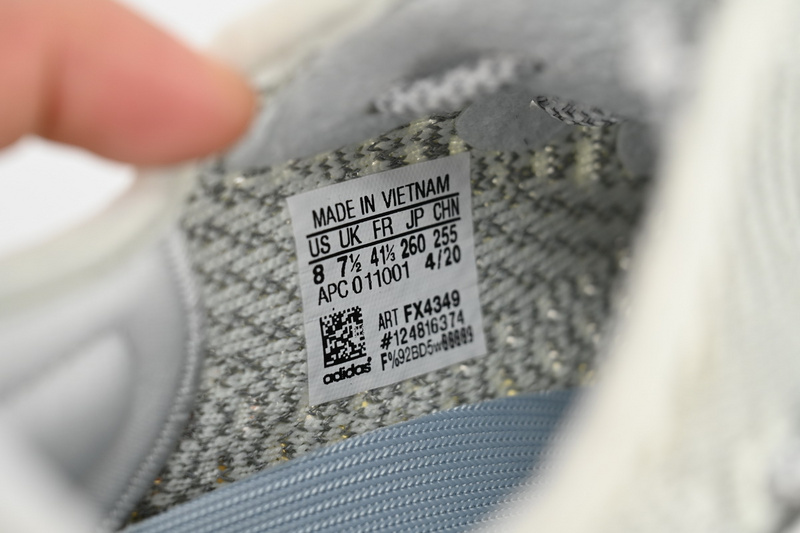 MADE IN VIETNAM
US UK FR JP CHN
8 7½ 41⅓ 260 255
APC 011001 4/20
ART FX4349
#124816374
adidas